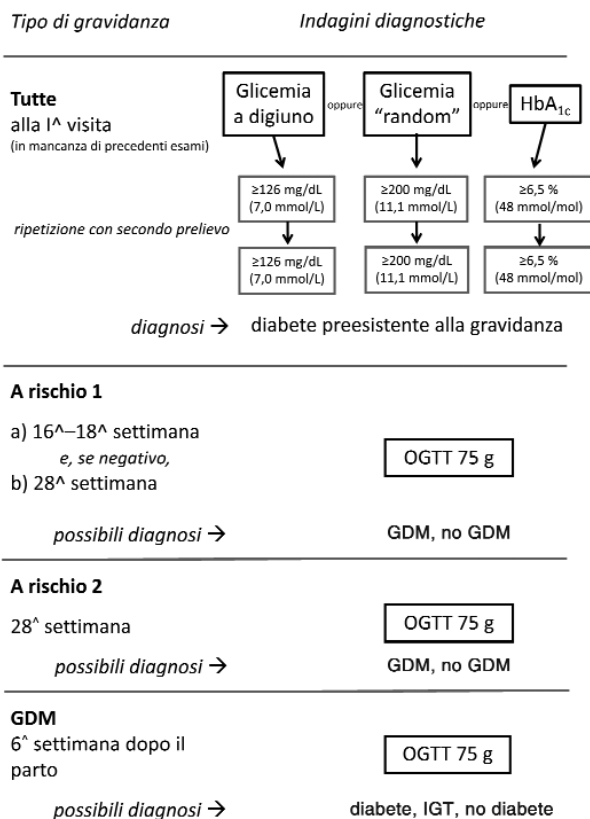 Tipo di gravidanza Indagini diagnostiche
Tutte
alla I^ visita
(in mancanza di precedenti esami)
Glicemia
a digiuno
oppure
Glicemia
“random”
oppure
HbA1c
≥126 mg/dL
(7,0 mmol/L)
≥200 mg/dL
(11,1 mmol/L)
≥6,5 %
(48 mmol/mol)
ripetizione con secondo prelievo
≥126 mg/dL
(7,0 mmol/L)
≥200 mg/dL
(11,1 mmol/L)
≥6,5 %
(48 mmol/mol)
diagnosi → diabete preesistente alla gravidanza
A rischio 1
a) 16^–18^ settimana
e, se negativo,
b) 28^ settimana
OGTT 75 g
possibili diagnosi → GDM, no GDM
A rischio 2
28^ settimana
OGTT 75 g
possibili diagnosi → GDM, no GDM
GDM
6^ settimana dopo il
parto
OGTT 75 g
possibili diagnosi → diabete, IGT, no diabete